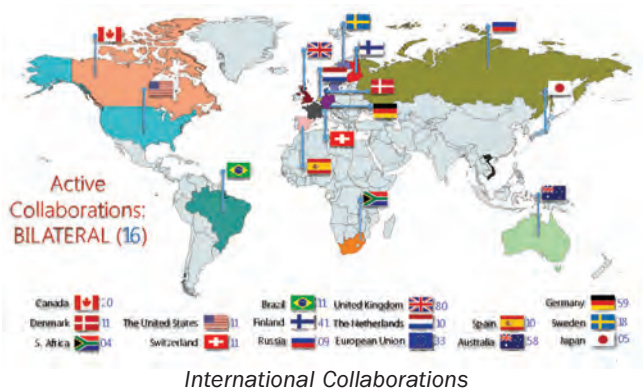 Active
Collaborations:
BILATERAL (16)
Canada 20 Brazil 11 United Kingdom 80 Germany 59
Denmark 11 The United States 11 Finland 41 The Netherlands 10 Spain 10 Sweden 18
S. Africa 04 Switzerland 11 Russia 09 European Union 33 Australia 58 Japan 05
International Collaborations